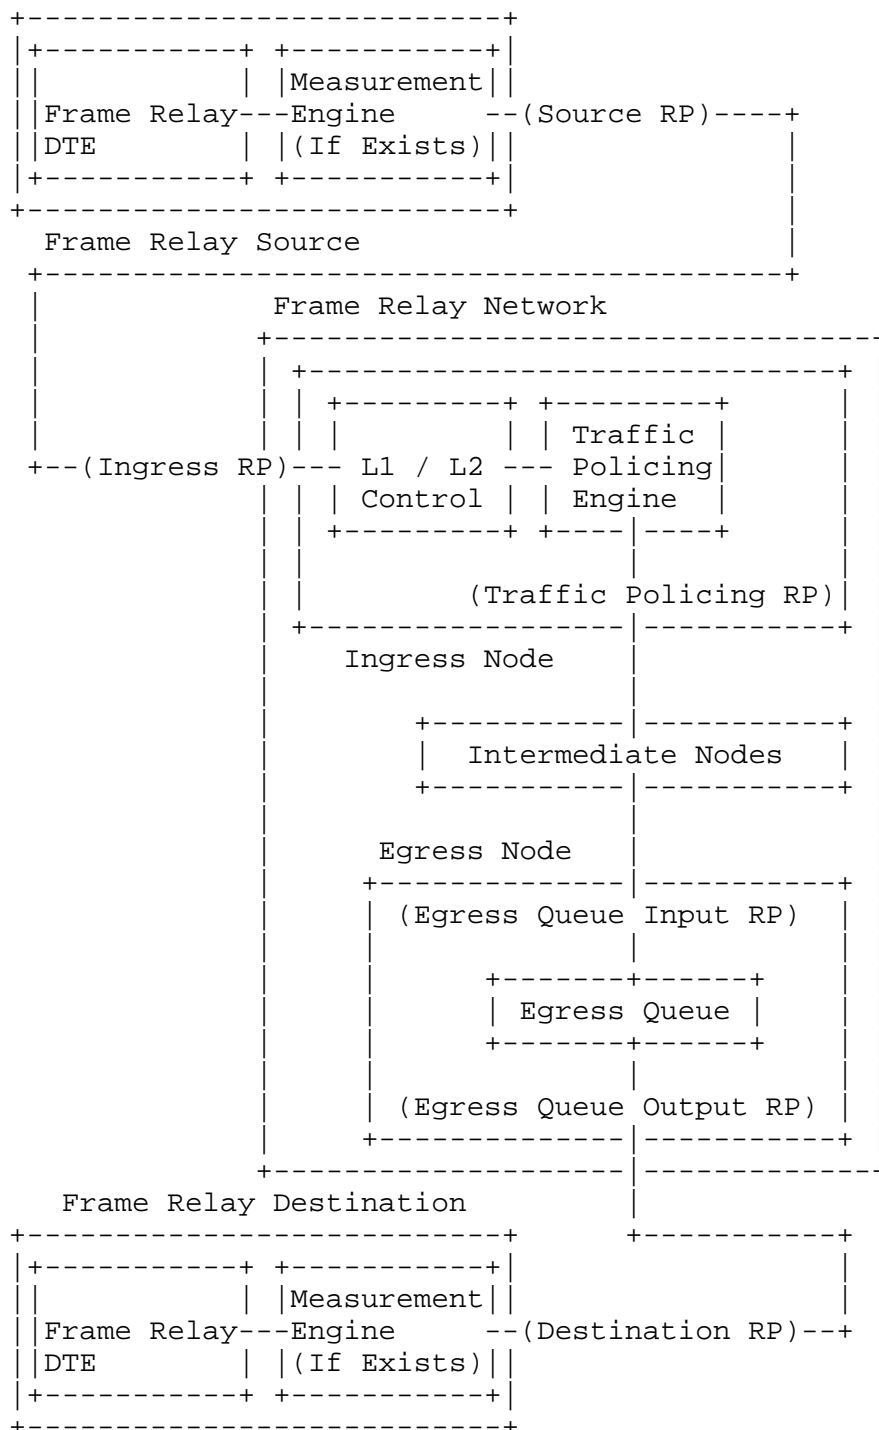 Measurement
Frame Relay---Engine --(Source RP)----+
DTE (If Exists)
Frame Relay Source
Frame Relay Network
Traffic
+--(Ingress RP)--- L1 / L2 --- Policing
Control Engine
(Traffic Policing RP)
Ingress Node
Intermediate Nodes
Egress Node
(Egress Queue Input RP)
Egress Queue
(Egress Queue Output RP)
Frame Relay Destination
Measurement
Frame Relay---Engine --(Destination RP)--+
DTE (If Exists)